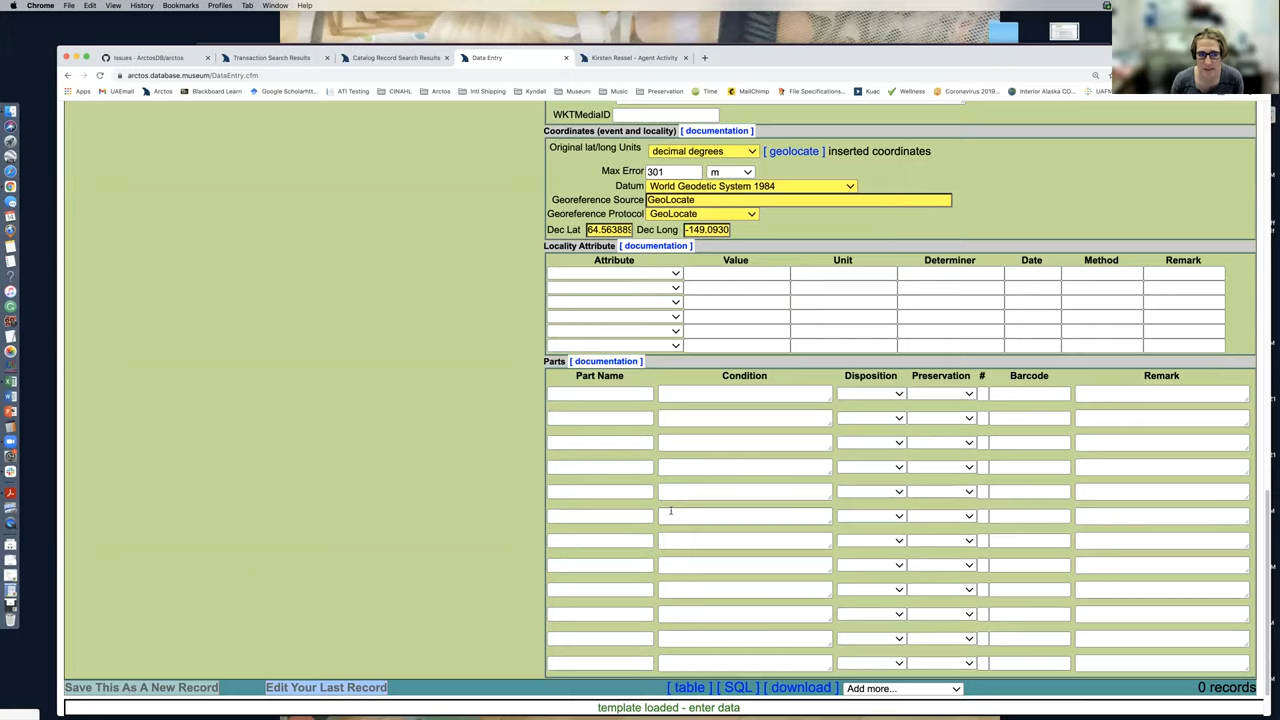 Chrome File Edit View History Bookmarks Profiles Tab Window Help
Issues · ArctosDB/arctos × Transaction Search Results × Catalog Record Search Results × Data Entry × Kirsten Ressel - Agent Activity × +
arctos.database.museum/DataEntry.cfm
Apps UAEmail Arctos Blackboard Learn Google Scholarhtt... ATI Testing CINAHL Arctos Intl Shipping Kyndall Museum Music Preservation Time MailChimp File Specifications... Kuac Wellness Coronavirus 2019... Interior Alaska CO...
WKTMediaID
Coordinates (event and locality) [ documentation ]
Original lat/long Units decimal degrees [ geolocate ] inserted coordinates
Max Error 301 m
Datum World Geodetic System 1984
Georeference Source GeoLocate
Georeference Protocol GeoLocate
Dec Lat Dec Long -149.0930
Locality Attribute [ documentation ]
Attribute Value Unit Determiner Date Method Remark
Parts [ documentation ]
Part Name Condition Disposition Preservation # Barcode Remark
Save This As A New Record Edit Your Last Record [ table ] [ SQL ] [ download ] Add more... 0 records
template loaded - enter data